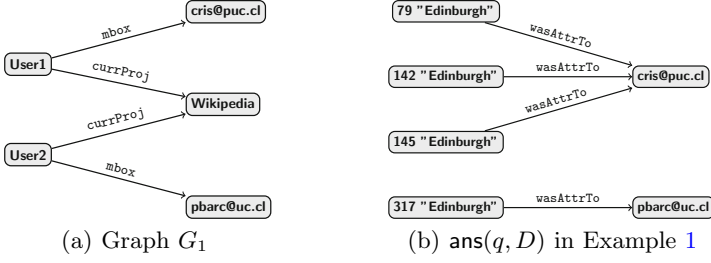 cris@puc.cl
mbox
User1
currProj
Wikipedia
currProj
User2
mbox
pbarc@uc.cl
(a) Graph G₁
79 "Edinburgh"
wasAttrTo
142 "Edinburgh"
wasAttrTo
cris@puc.cl
wasAttrTo
145 "Edinburgh"
317 "Edinburgh"
wasAttrTo
pbarc@uc.cl
(b) ans(q, D) in Example 1